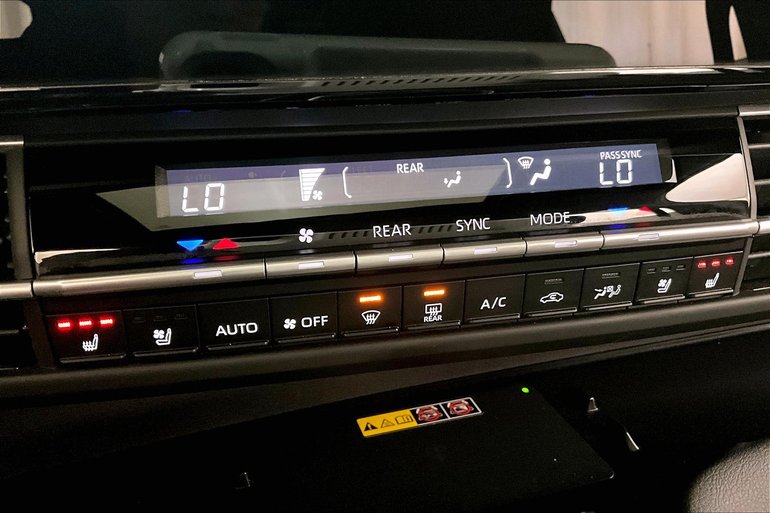 REAR
PASS SYNC
LO
LO
REAR SYNC MODE
AUTO OFF REAR A/C